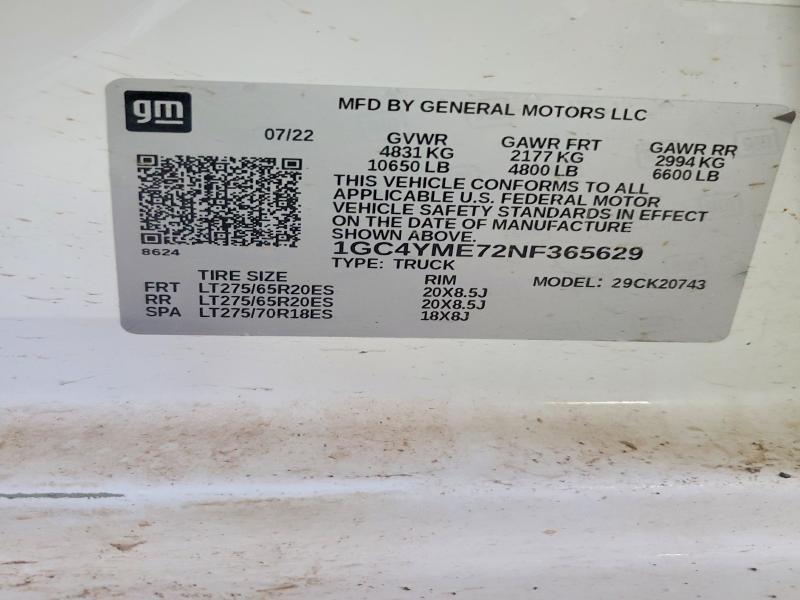 gm
MFD BY GENERAL MOTORS LLC
07/22
GVWR GAWR FRT GAWR RR
4831 KG 2177 KG 2994 KG
10650 LB 4800 LB 6600 LB
THIS VEHICLE CONFORMS TO ALL
APPLICABLE U.S. FEDERAL MOTOR
VEHICLE SAFETY STANDARDS IN EFFECT
ON THE DATE OF MANUFACTURE
SHOWN ABOVE.
8624
1GC4YME72NF365629
TYPE: TRUCK
TIRE SIZE RIM MODEL: 29CK20743
FRT LT275/65R20ES 20X8.5J
RR LT275/65R20ES 20X8.5J
SPA LT275/70R18ES 18X8J